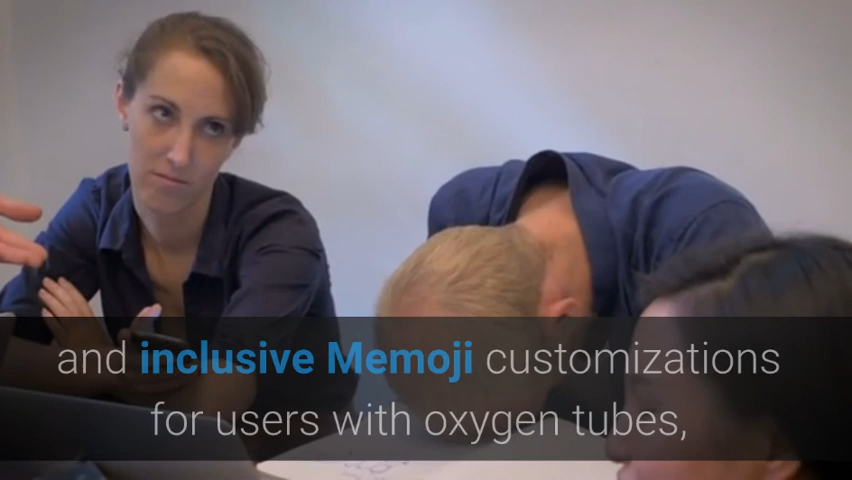 and inclusive Memoji customizations
for users with oxygen tubes,